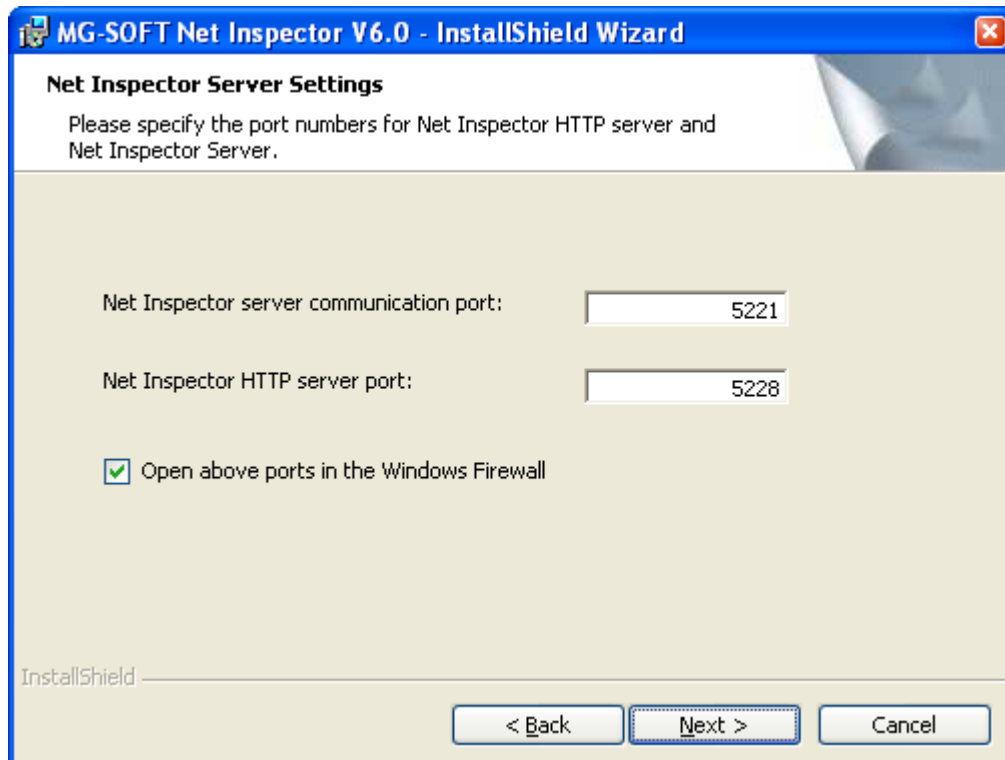 MG-SOFT Net Inspector V6.0 - InstallShield Wizard
Net Inspector Server Settings
Please specify the port numbers for Net Inspector HTTP server and
Net Inspector Server.
Net Inspector server communication port: 5221
Net Inspector HTTP server port: 5228
Open above ports in the Windows Firewall
InstallShield
< Back Next > Cancel